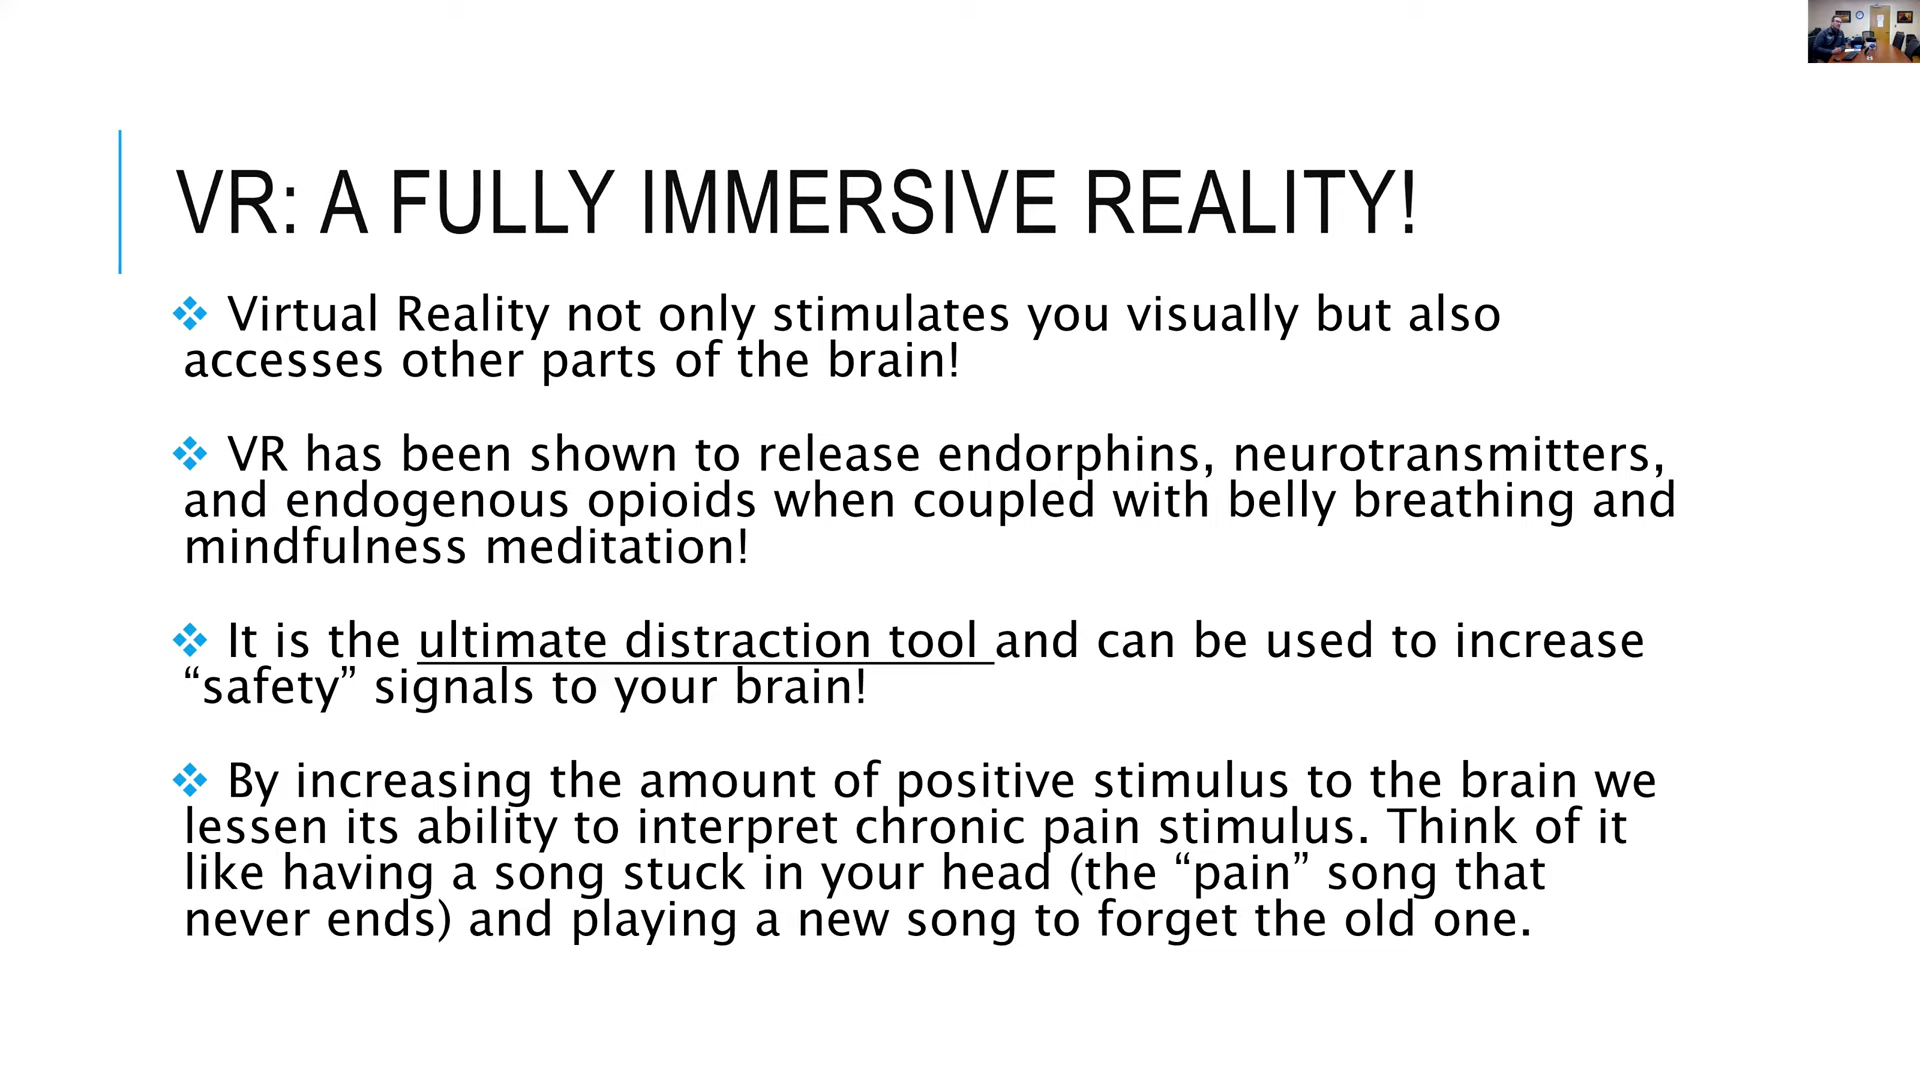 VR: A FULLY IMMERSIVE REALITY!
❖ Virtual Reality not only stimulates you visually but also
accesses other parts of the brain!
❖ VR has been shown to release endorphins, neurotransmitters,
and endogenous opioids when coupled with belly breathing and
mindfulness meditation!
❖ It is the ultimate distraction tool and can be used to increase
“safety” signals to your brain!
❖ By increasing the amount of positive stimulus to the brain we
lessen its ability to interpret chronic pain stimulus. Think of it
like having a song stuck in your head (the “pain” song that
never ends) and playing a new song to forget the old one.